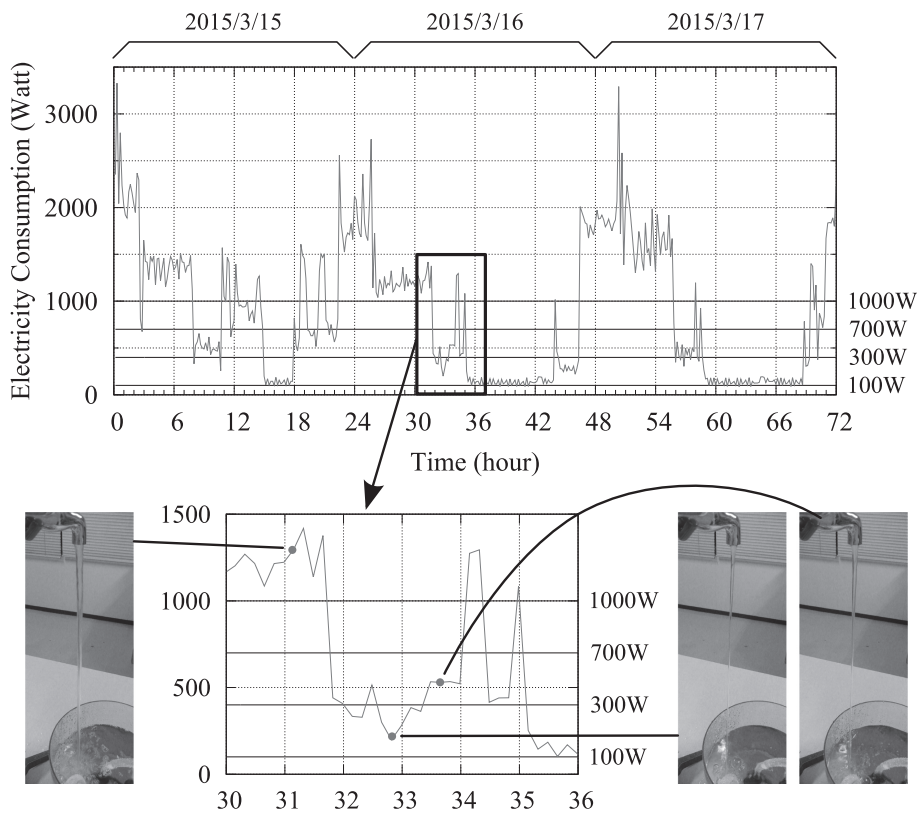 2015/3/15 2015/3/16 2015/3/17
Electricity Consumption (Watt)
3000
2000
1000
0
1000W
700W
300W
100W
0 6 12 18 24 30 36 42 48 54 60 66 72
Time (hour)
1500
1000
500
0
1000W
700W
300W
100W
30 31 32 33 34 35 36